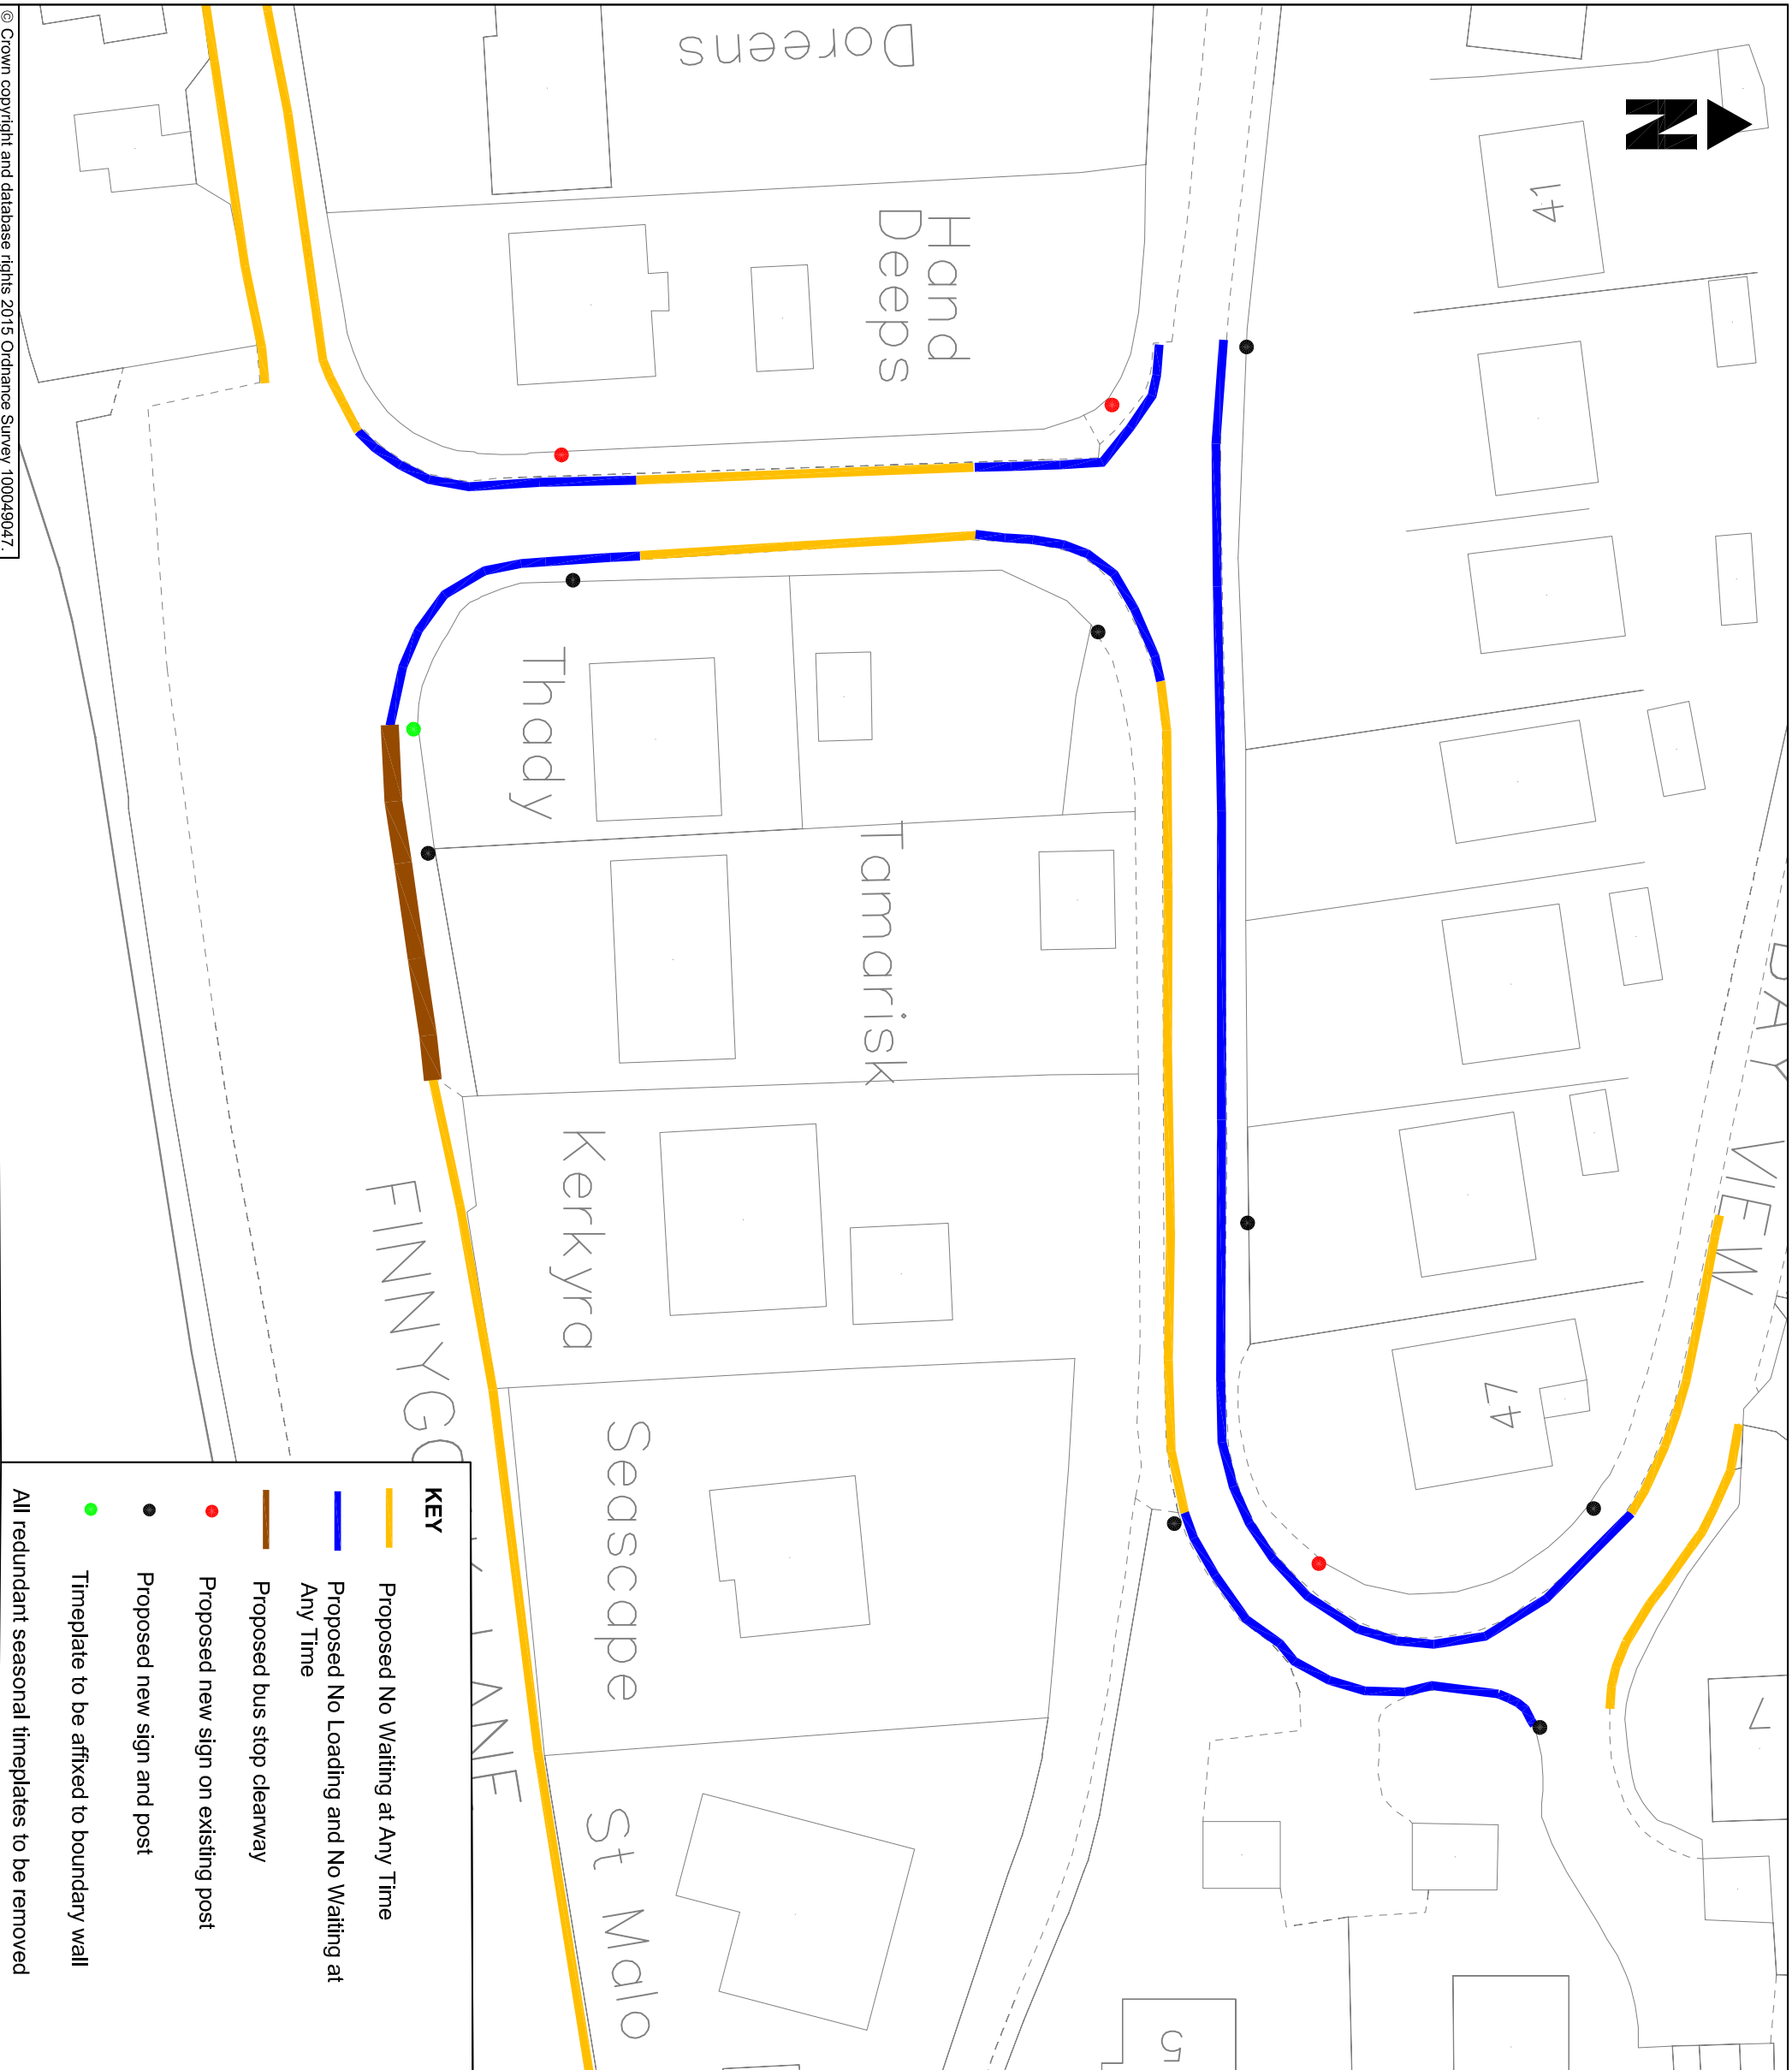 N
41
Doreens
Hand
Deeps
Thady
Tamarisk
47
BAY VIEW
Kerkyra
Seascape
St Malo
7
5
KEY
Proposed No Waiting at Any Time
Proposed No Loading and No Waiting at
Any Time
Proposed bus stop clearway
Proposed new sign on existing post
Proposed new sign and post
Timeplate to be affixed to boundary wall
All redundant seasonal timeplates to be removed
© Crown copyright and database rights 2015 Ordnance Survey 100049047.